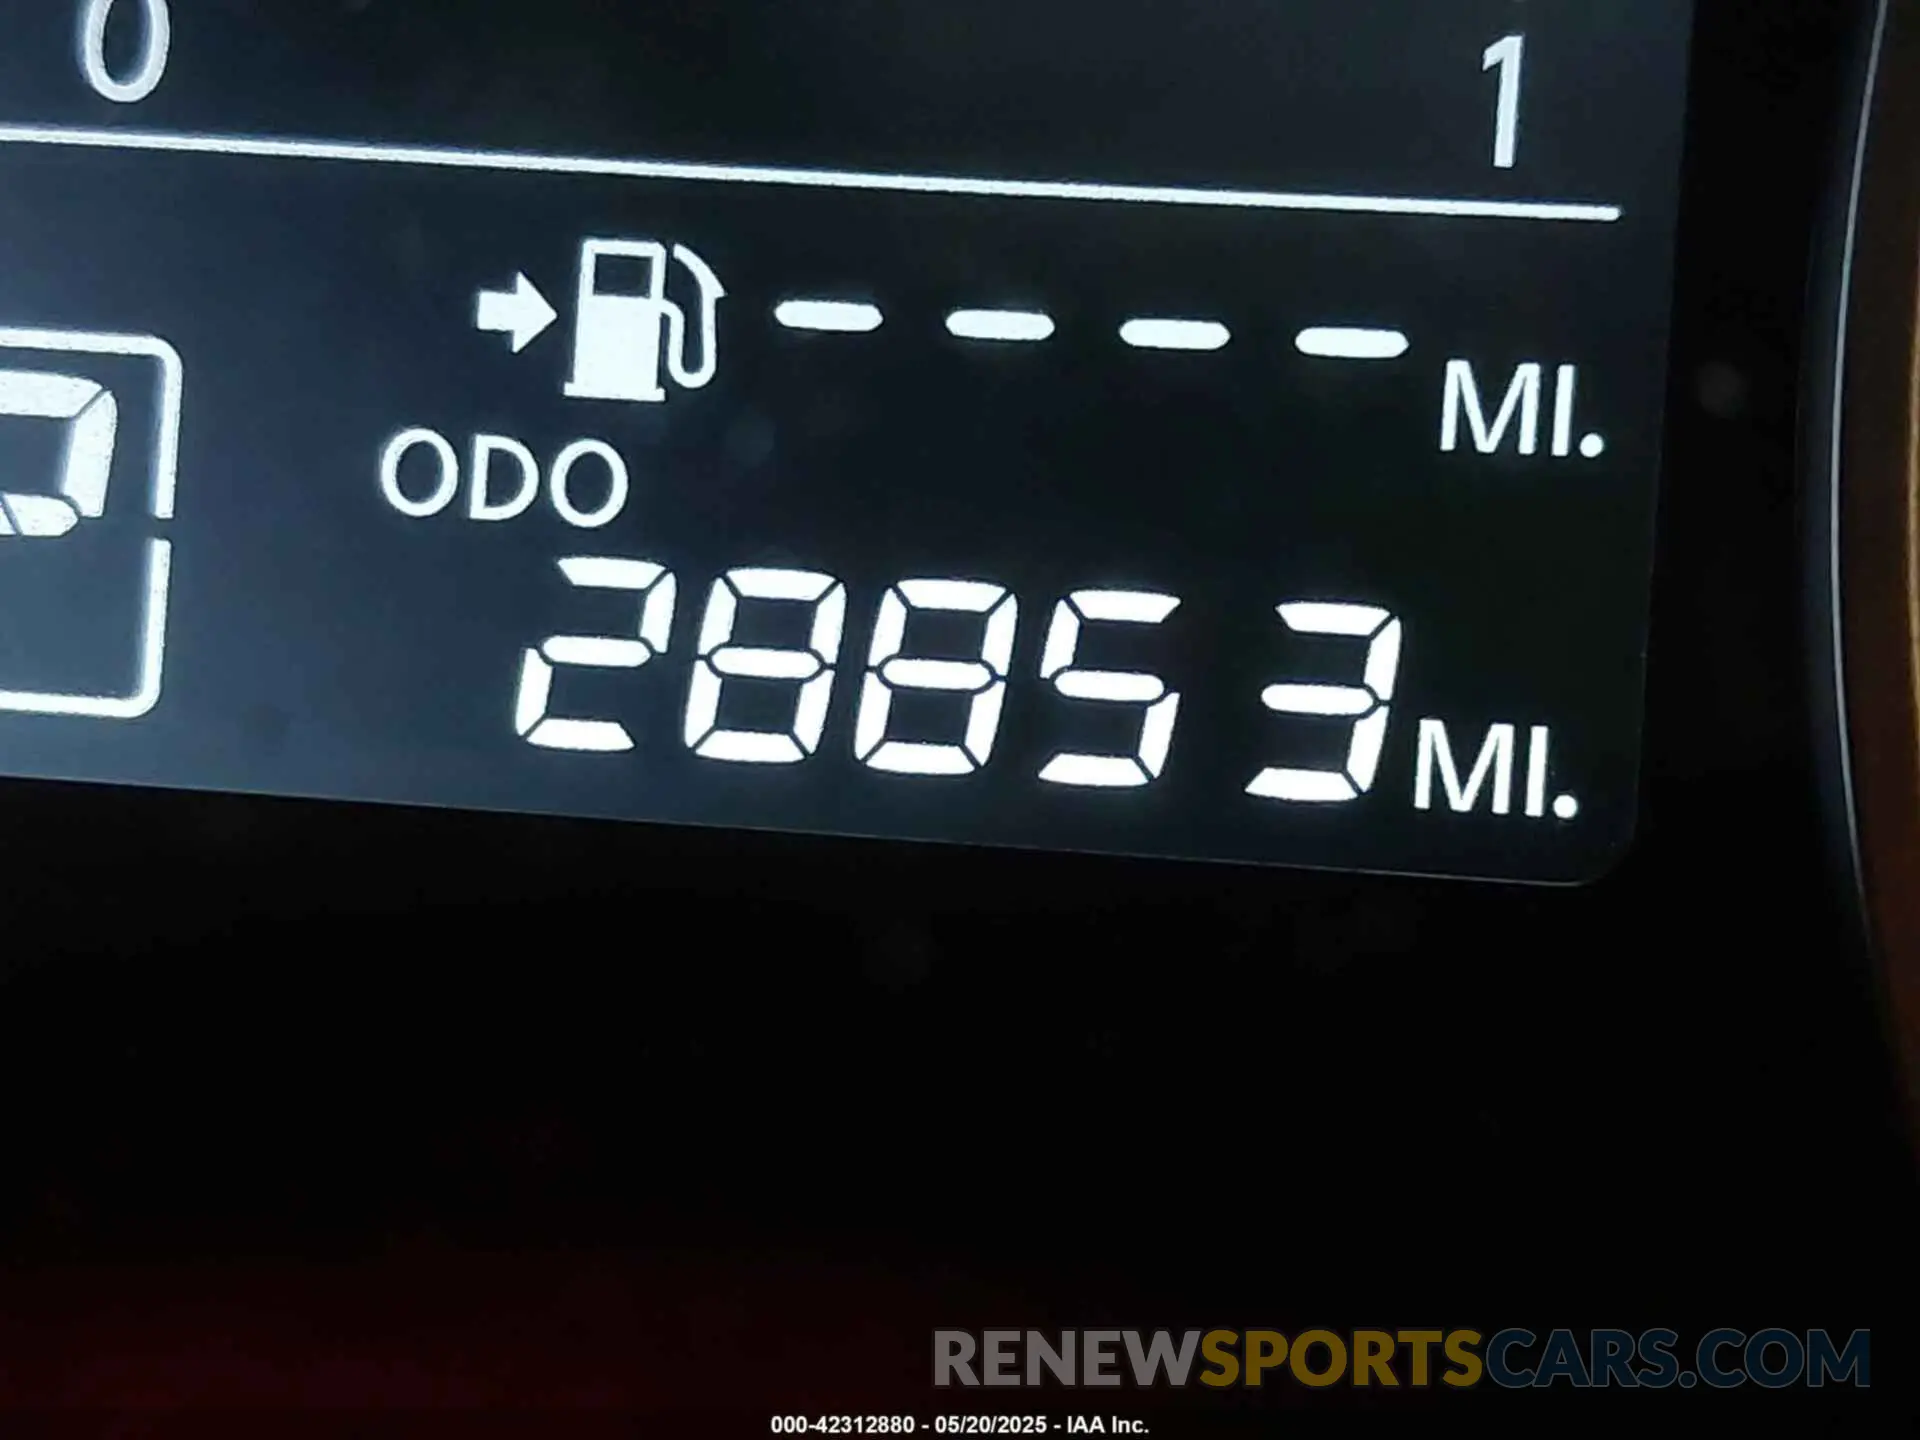 0 1
- - - - MI.
ODO
28853 MI.
RENEWSPORTSCARS.COM
000-42312880 - 05/20/2025 - IAA Inc.